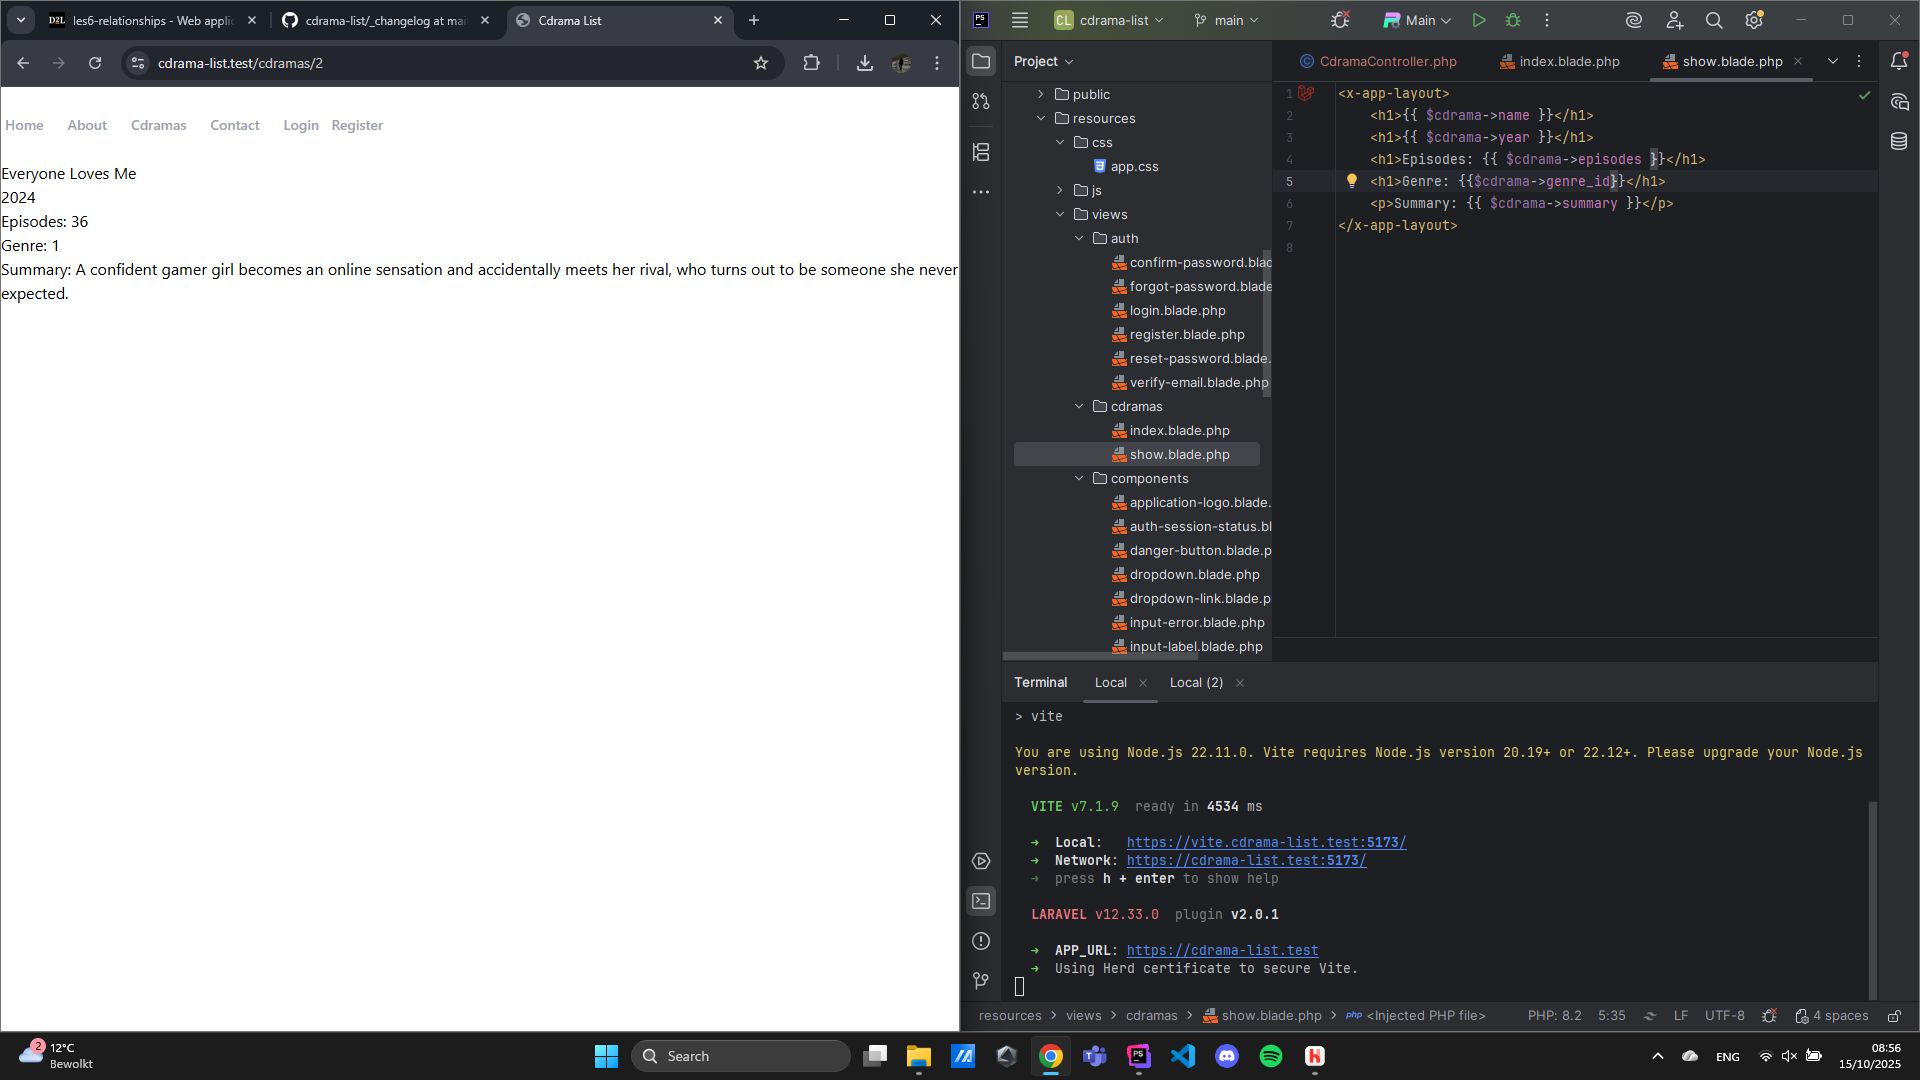 les6-relationships - Web applic
cdrama-list/_changelog at mai
Cdrama List
cdrama-list.test/cdramas/2
Home About Cdramas Contact Login Register
Everyone Loves Me
2024
Episodes: 36
Genre: 1
Summary: A confident gamer girl becomes an online sensation and accidentally meets her rival, who turns out to be someone she never
expected.
PS
CL cdrama-list
main
Main
Project
public
resources
css
app.css
js
views
auth
confirm-password.blad
forgot-password.blade
login.blade.php
register.blade.php
reset-password.blade.
verify-email.blade.php
cdramas
index.blade.php
show.blade.php
components
application-logo.blade.
auth-session-status.bl
danger-button.blade.p
dropdown.blade.php
dropdown-link.blade.p
input-error.blade.php
input-label.blade.php
CdramaController.php index.blade.php show.blade.php
1 <x-app-layout>
2 <h1>{{ $cdrama->name }}</h1>
3 <h1>{{ $cdrama->year }}</h1>
4 <h1>Episodes: {{ $cdrama->episodes }}</h1>
5 <h1>Genre: {{$cdrama->genre_id}}</h1>
6 <p>Summary: {{ $cdrama->summary }}</p>
7 </x-app-layout>
8
Terminal Local Local (2)
> vite
You are using Node.js 22.11.0. Vite requires Node.js version 20.19+ or 22.12+. Please upgrade your Node.js
version.
VITE v7.1.9 ready in 4534 ms
➜ Local: https://vite.cdrama-list.test:5173/
➜ Network: https://cdrama-list.test:5173/
➜ press h + enter to show help
LARAVEL v12.33.0 plugin v2.0.1
➜ APP_URL: https://cdrama-list.test
➜ Using Herd certificate to secure Vite.
resources > views > cdramas > show.blade.php > php <Injected PHP file>
PHP: 8.2 5:35 LF UTF-8 4 spaces
2
12°C
Bewolkt
Search
ENG
08:56
15/10/2025